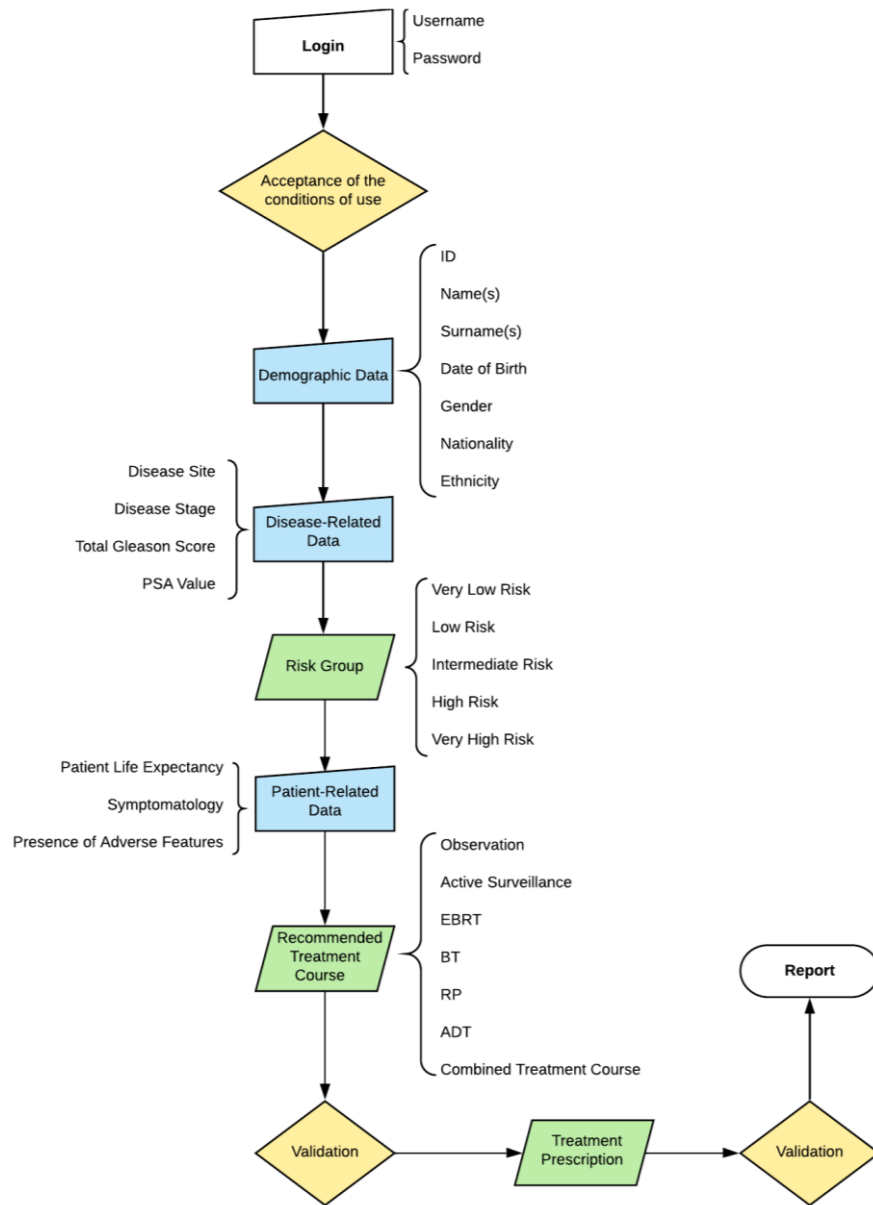 Login
Username
Password
Acceptance of the
conditions of use
ID
Name(s)
Surname(s)
Date of Birth
Gender
Nationality
Ethnicity
Demographic Data
Disease Site
Disease Stage
Total Gleason Score
PSA Value
Disease-Related
Data
Risk Group
Very Low Risk
Low Risk
Intermediate Risk
High Risk
Very High Risk
Patient Life Expectancy
Symptomatology
Presence of Adverse Features
Patient-Related
Data
Recommended
Treatment
Course
Observation
Active Surveillance
EBRT
BT
RP
ADT
Combined Treatment Course
Validation
Treatment
Prescription
Validation
Report